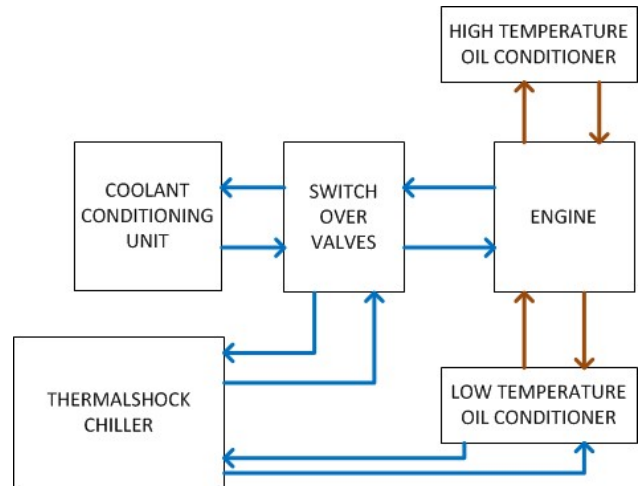 HIGH TEMPERATURE
OIL CONDITIONER
COOLANT
CONDITIONING
UNIT
SWITCH
OVER
VALVES
ENGINE
THERMALSHOCK
CHILLER
LOW TEMPERATURE
OIL CONDITIONER